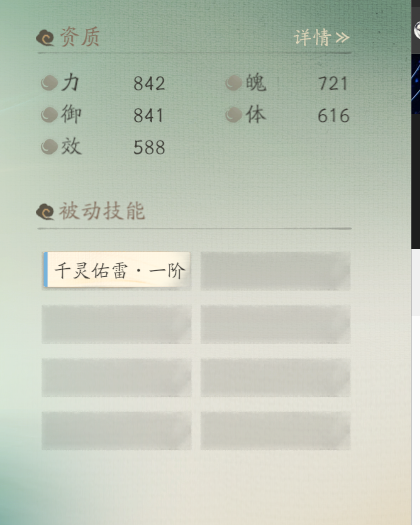 资质 详情
力 842 魄 721
御 841 体 616
效 588
被动技能
千灵佑雷·一阶